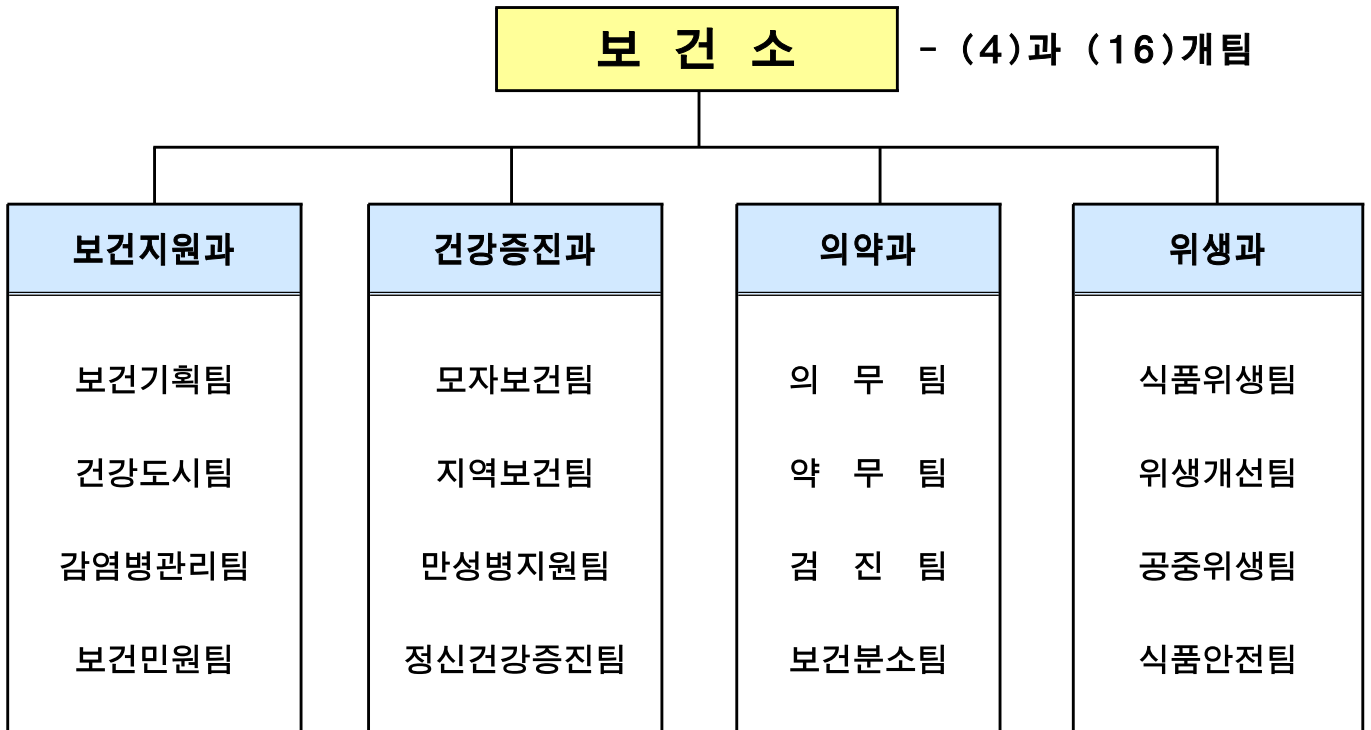 보 건 소 - (4)과 (16)개팀
보건지원과 건강증진과 의약과 위생과
보건기획팀 모자보건팀 의 무 팀 식품위생팀
건강도시팀 지역보건팀 약 무 팀 위생개선팀
감염병관리팀 만성병지원팀 검 진 팀 공중위생팀
보건민원팀 정신건강증진팀 보건분소팀 식품안전팀